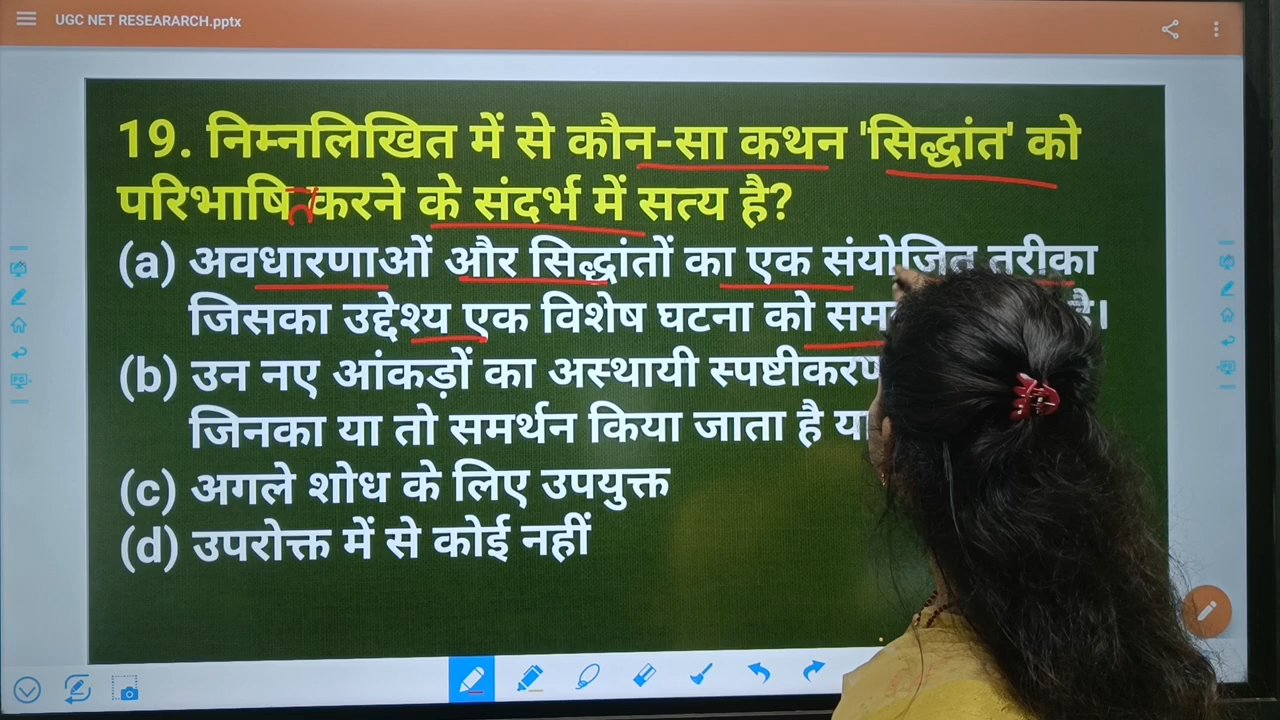 UGC NET RESEARARCH.pptx
19. निम्नलिखित में से कौन-सा कथन 'सिद्धांत' को
परिभाषित करने के संदर्भ में सत्य है?
(a) अवधारणाओं और सिद्धांतों का एक संयोजित तरीका
जिसका उद्देश्य एक विशेष घटना को है।
(b) उन नए आंकड़ों का अस्थायी स्पष्टीकरण
जिनका या तो समर्थन किया जाता है या
(c) अगले शोध के लिए उपयुक्त
(d) उपरोक्त में से कोई नहीं